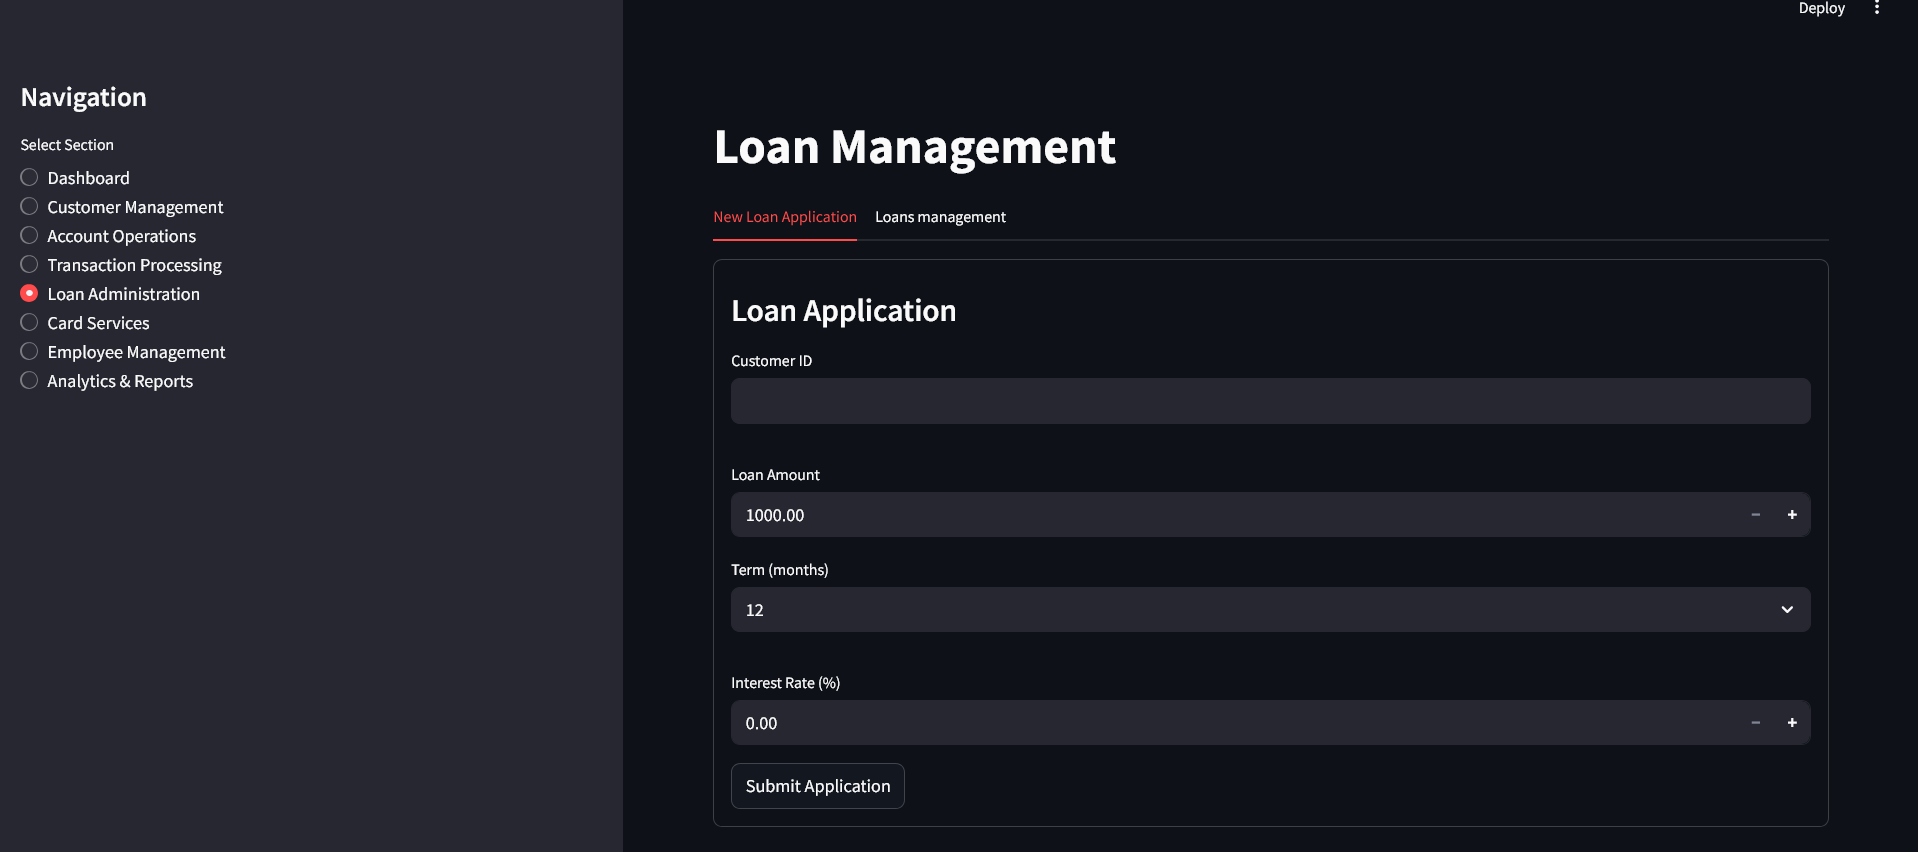 Deploy
Navigation
Select Section
Dashboard
Customer Management
Account Operations
Transaction Processing
Loan Administration
Card Services
Employee Management
Analytics & Reports
Loan Management
New Loan Application Loans management
Loan Application
Customer ID
Loan Amount
1000.00
Term (months)
12
Interest Rate (%)
0.00
Submit Application